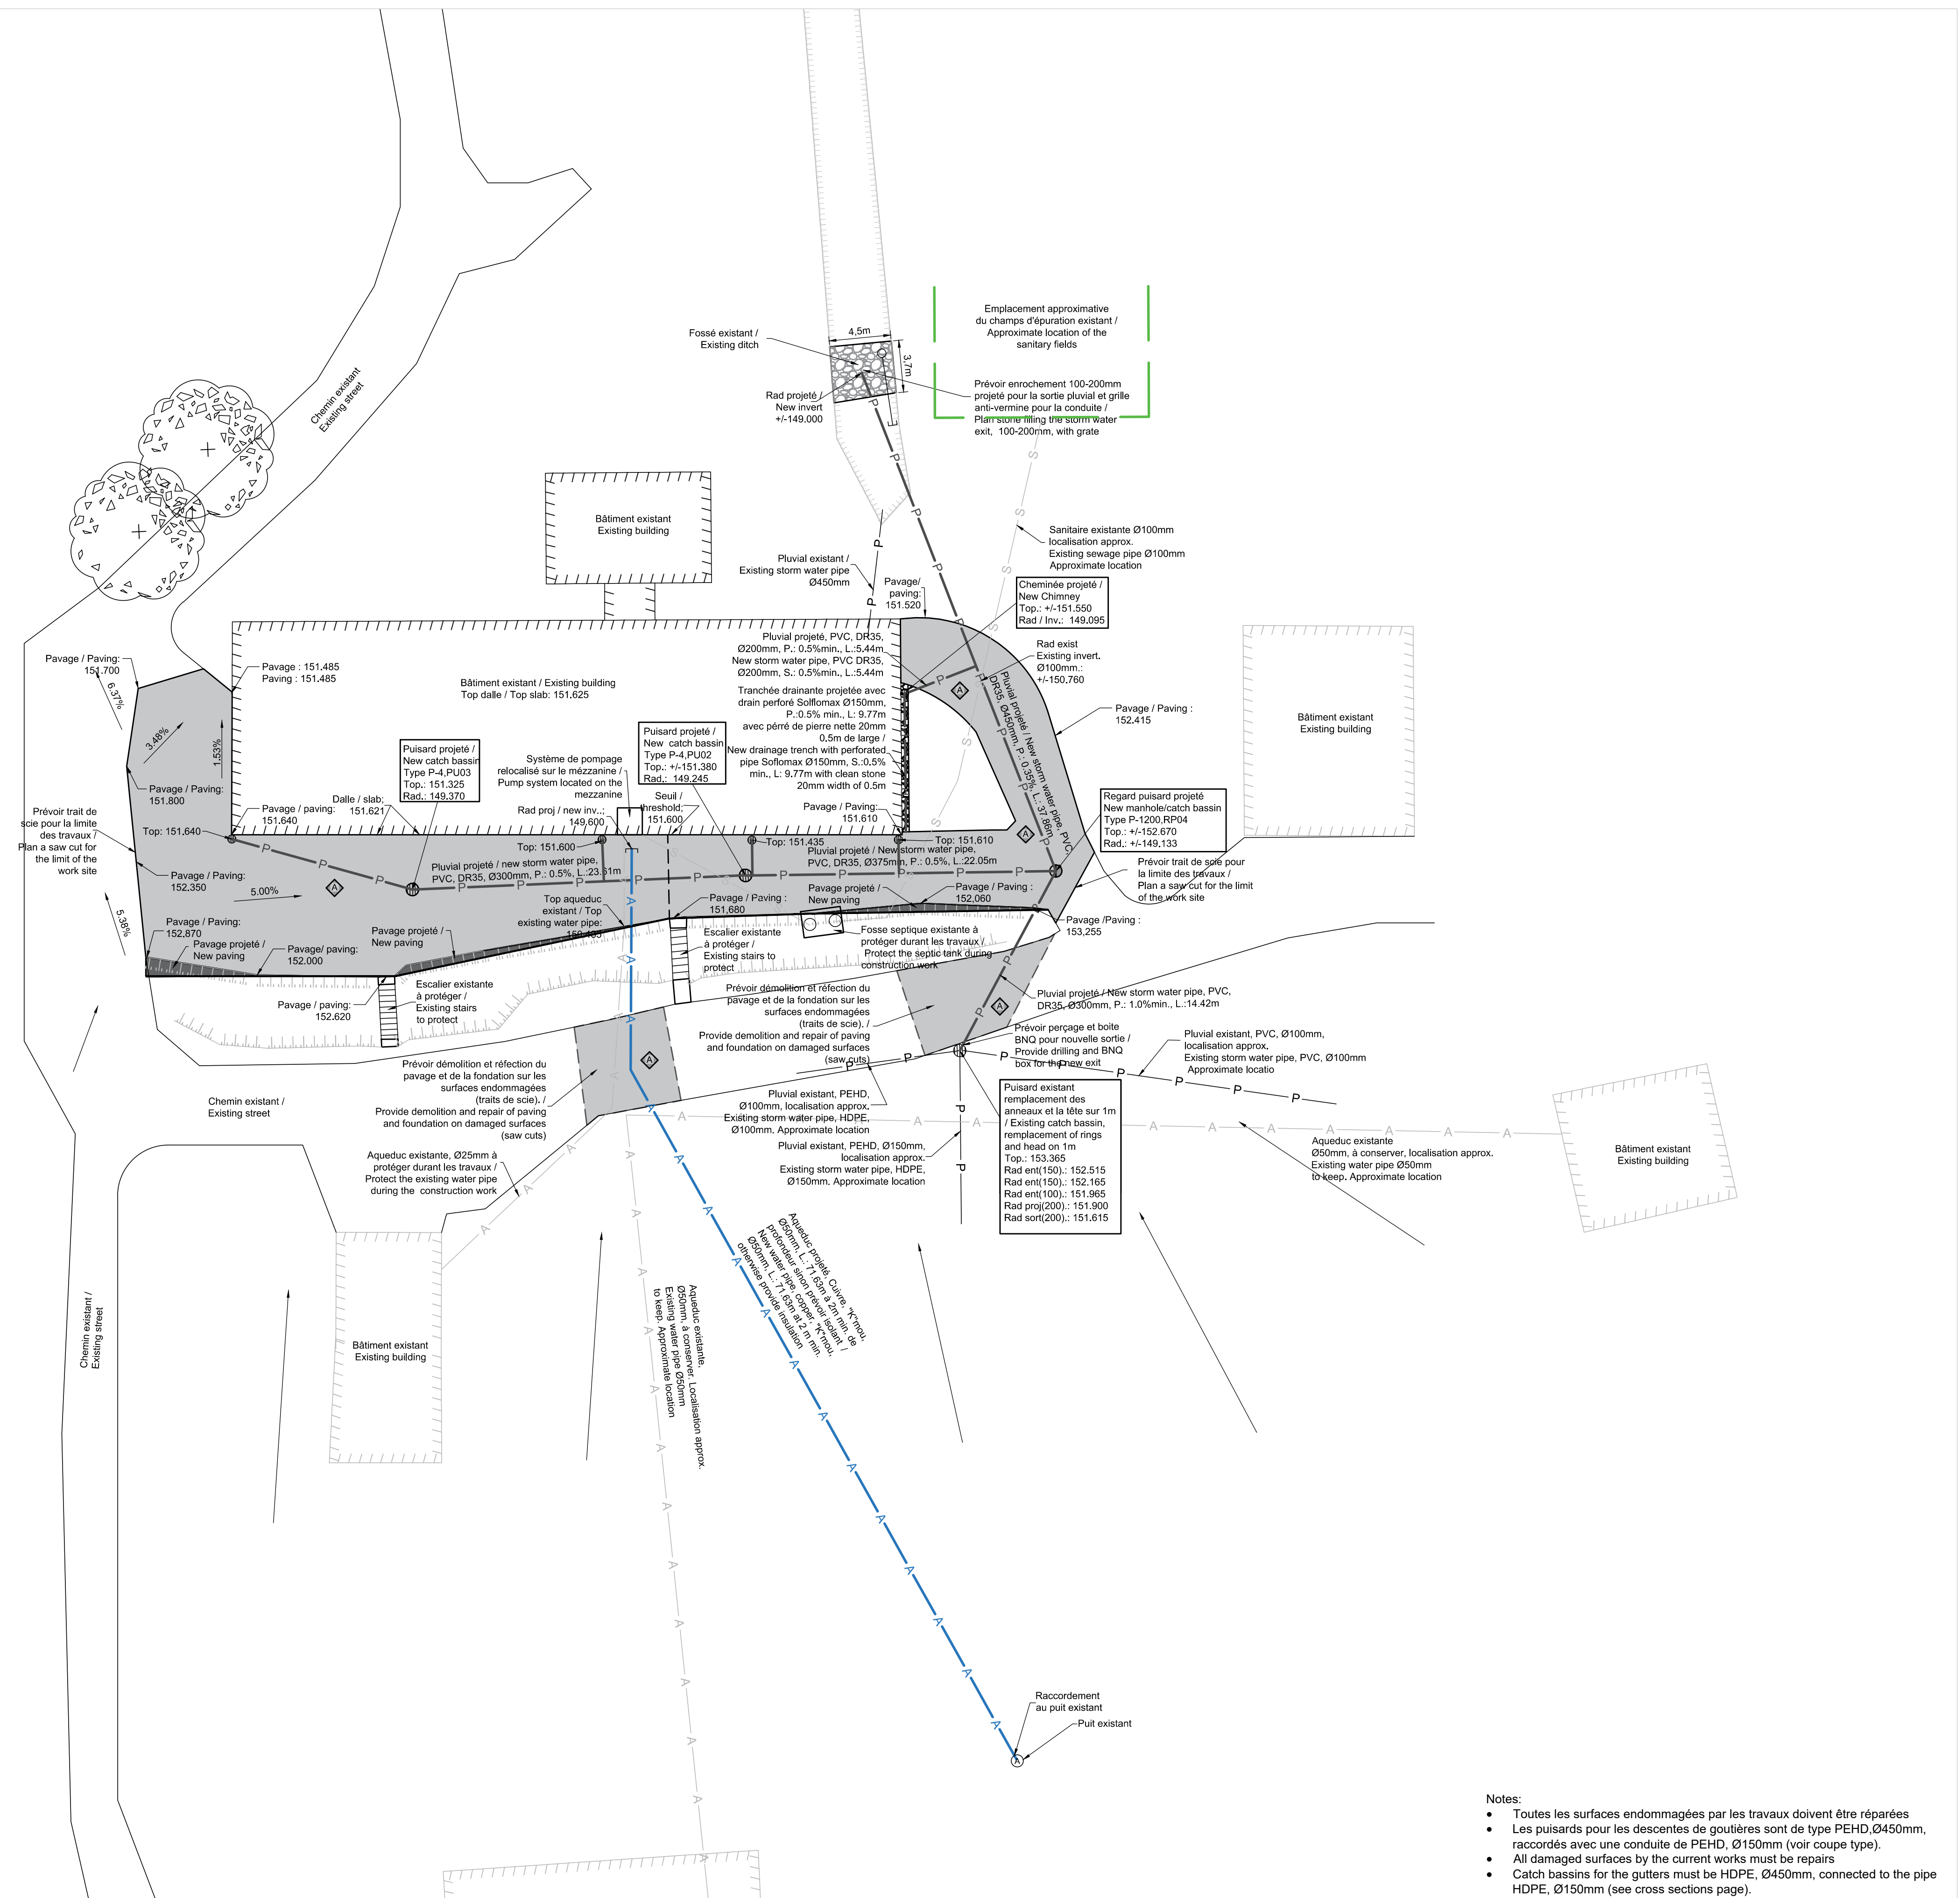 Emplacement approximative
du champs d'épuration existant /
Approximate location of the
sanitary fields
Fossé existant /
Existing ditch
4,5m
3,7m
Rad projeté /
New invert
+/-149.000
Prévoir enrochement 100-200mm
projeté pour la sortie pluvial et grille
anti-vermine pour la conduite /
Plan stone filling the storm water
exit, 100-200mm, with grate
Chemin existant
Existing street
Bâtiment existant
Existing building
Pluvial existant /
Existing storm water pipe
Ø450mm
Pavage/
paving:
151.520
Sanitaire existante Ø100mm
localisation approx.
Existing sewage pipe Ø100mm
Approximate location
Cheminée projeté /
New Chimney
Top.: +/-151.550
Rad / Inv.: 149.095
Rad exist
Existing invert.
Ø100mm.:
+/-150,760
Pavage / Paving:
151.700
6.37%
3.48%
1.53%
Pavage : 151.485
Paving : 151.485
Bâtiment existant / Existing building
Top dalle / Top slab: 151,625
Pluvial projeté, PVC, DR35,
Ø200mm, P.: 0.5%min., L.:5.44m
New storm water pipe, PVC DR35,
Ø200mm, S.: 0.5%min., L.:5.44m
Tranchée drainante projetée avec
drain perforé Solflomax Ø150mm,
P.:0.5% min., L: 9.77m
avec pérré de pierre nette 20mm
0,5m de large /
New drainage trench with perforated
pipe Soflomax Ø150mm, S.:0.5%
min., L: 9.77m with clean stone
20mm width of 0.5m
Pluvial projeté / New storm water pipe, PVC,
DR35, Ø450mm, P.: 0.35%, L.: 37.86m
Pavage / Paving :
152.415
Bâtiment existant
Existing building
Puisard projeté /
New catch bassin
Type P-4,PU03
Top.: 151.325
Rad.: 149,370
Système de pompage
relocalisé sur le mézzanine /
Pump system located on the
mezzanine
Puisard projeté /
New catch bassin
Type P-4,PU02
Top.: +/-151.380
Rad.: 149.245
Pavage / Paving:
151.800
Prévoir trait de
scie pour la limite
des travaux /
Plan a saw cut for
the limit of the
work site
Top: 151,640
Pavage / paving:
151.640
Dalle / slab;
151,621
Rad proj / new inv..;
149,600
Seuil /
threshold;
151.600
Pavage / Paving:
151.610
Regard puisard projeté
New manhole/catch bassin
Type P-1200,RP04
Top.: +/-152.670
Rad,: +/-149,133
Top: 151.600
Top: 151.435
Top: 151,610
Pluvial projeté / new storm water pipe,
PVC, DR35, Ø300mm, P.: 0.5%, L.:23.61m
Pluvial projeté / New storm water pipe,
PVC, DR35, Ø375mm, P.: 0.5%, L.:22.05m
Prévoir trait de scie pour
la limite des travaux /
Plan a saw cut for the limit
of the work site
Pavage / Paving:
152.350
5.00%
5.38%
Pavage projeté /
New paving
Pavage / Paving :
152,060
Top aqueduc
existant / Top
existing water pipe:
Pavage / Paving :
151,680
Pavage /Paving :
153,255
Pavage / Paving:
152,870
Pavage projeté /
New paving
Pavage/ paving:
152.000
Pavage projeté /
New paving
Escalier existante
à protéger /
Existing stairs to
protect
Fosse septique existante à
protéger durant les travaux /
Protect the septic tank during
construction work
Pavage / paving:
152.620
Escalier existante
à protéger /
Existing stairs
to protect
Prévoir démolition et réfection du
pavage et de la fondation sur les
surfaces endommagées
(traits de scie). /
Provide demolition and repair of paving
and foundation on damaged surfaces
(saw cuts)
Pluvial projeté / New storm water pipe, PVC,
DR35, Ø300mm, P.: 1.0%min., L.:14.42m
Prévoir perçage et boite
BNQ pour nouvelle sortie /
Provide drilling and BNQ
box for the new exit
Pluvial existant, PVC, Ø100mm,
localisation approx.
Existing storm water pipe, PVC, Ø100mm
Approximate locatio
Prévoir démolition et réfection du
pavage et de la fondation sur les
surfaces endommagées
(traits de scie). /
Provide demolition and repair of paving
and foundation on damaged surfaces
(saw cuts)
Chemin existant /
Existing street
Pluvial existant, PEHD,
Ø100mm, localisation approx.
Existing storm water pipe, HDPE,
Ø100mm. Approximate location
Puisard existant
remplacement des
anneaux et la tête sur 1m
/ Existing catch bassin,
remplacement of rings
and head on 1m
Top.: 153.365
Rad ent(150).: 152.515
Rad ent(150).: 152.165
Rad ent(100).: 151.965
Rad proj(200).: 151.900
Rad sort(200).: 151.615
Pluvial existant, PEHD, Ø150mm,
localisation approx.
Existing storm water pipe, HDPE,
Ø150mm. Approximate location
Aqueduc existante
Ø50mm, à conserver, localisation approx.
Existing water pipe Ø50mm
to keep. Approximate location
Bâtiment existant
Existing building
Aqueduc existante, Ø25mm à
protéger durant les travaux /
Protect the existing water pipe
during the construction work
Aqueduc projeté, Cuivre, "K"mou,
Ø50mm, L.: 71.63m à 2m min. de
profondeur sinon prévoir isolant /
New water pipe, copper, "K"mou,
Ø50mm, L.: 71.63m at 2 m min.
otherwise provide insulation
Aqueduc existante,
Ø50mm, à conserver. Localisation approx.
Existing water pipe Ø50mm
to keep. Approximate location
Chemin existant /
Existing street
Bâtiment existant
Existing building
Raccordement
au puit existant
Puit existant
Notes:
• Toutes les surfaces endommagées par les travaux doivent être réparées
• Les puisards pour les descentes de goutières sont de type PEHD,Ø450mm,
raccordés avec une conduite de PEHD, Ø150mm (voir coupe type).
• All damaged surfaces by the current works must be repairs
• Catch bassins for the gutters must be HDPE, Ø450mm, connected to the pipe
HDPE, Ø150mm (see cross sections page).